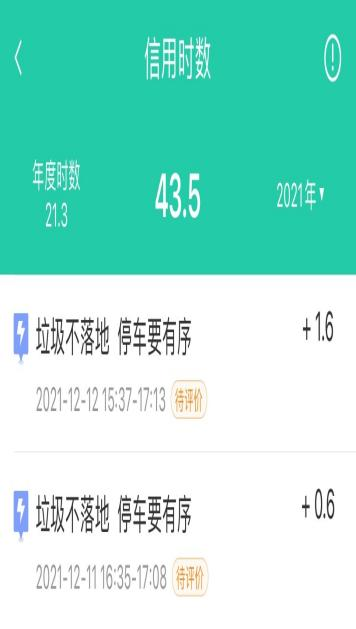 信用时数
年度时数
21.3
43.5
2021年
垃圾不落地 停车要有序
+1.6
2021-12-12 15:37-17:13 待评价
垃圾不落地 停车要有序
+0.6
2021-12-11 16:35-17:08 待评价